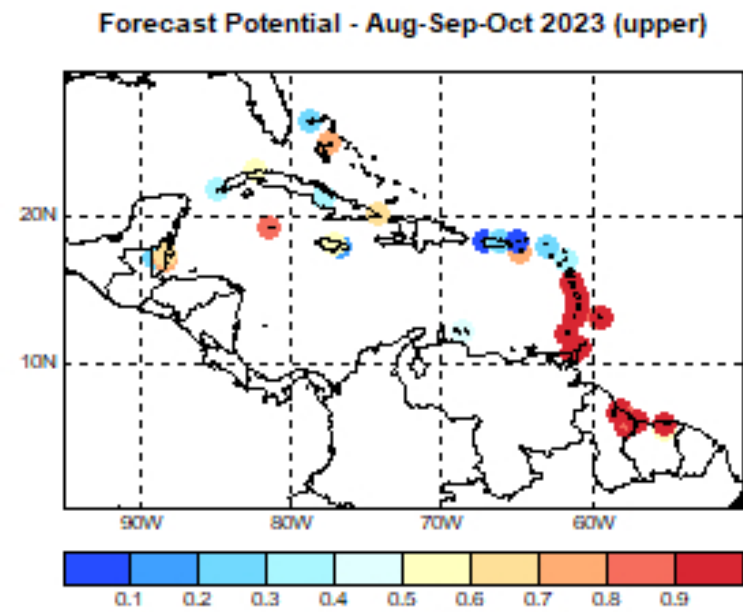 Forecast Potential - Aug-Sep-Oct 2023 (upper)
20N
10N
90W 80W 70W 60W
0.1 0.2 0.3 0.4 0.5 0.6 0.7 0.8 0.9